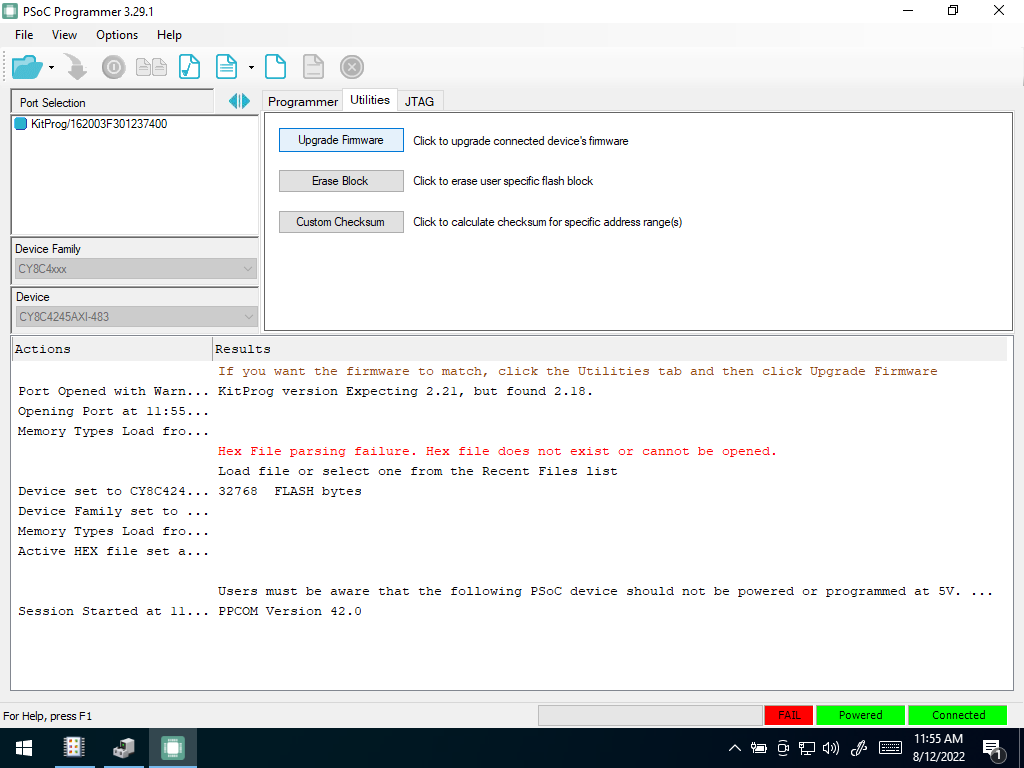 PSoC Programmer 3.29.1
File View Options Help
Port Selection
Programmer Utilities JTAG
KitProg/162003F301237400
Upgrade Firmware Click to upgrade connected device's firmware
Erase Block Click to erase user specific flash block
Custom Checksum Click to calculate checksum for specific address range(s)
Device Family
CY8C4xxx
Device
CY8C4245AXI-483
Actions Results
If you want the firmware to match, click the Utilities tab and then click Upgrade Firmware
Port Opened with Warn... KitProg version Expecting 2.21, but found 2.18.
Opening Port at 11:55...
Memory Types Load fro...
Hex File parsing failure. Hex file does not exist or cannot be opened.
Load file or select one from the Recent Files list
Device set to CY8C424... 32768 FLASH bytes
Device Family set to ...
Memory Types Load fro...
Active HEX file set a...
Users must be aware that the following PSoC device should not be powered or programmed at 5V. ...
Session Started at 11... PPCOM Version 42.0
For Help, press F1
FAIL Powered Connected
11:55 AM
8/12/2022
1